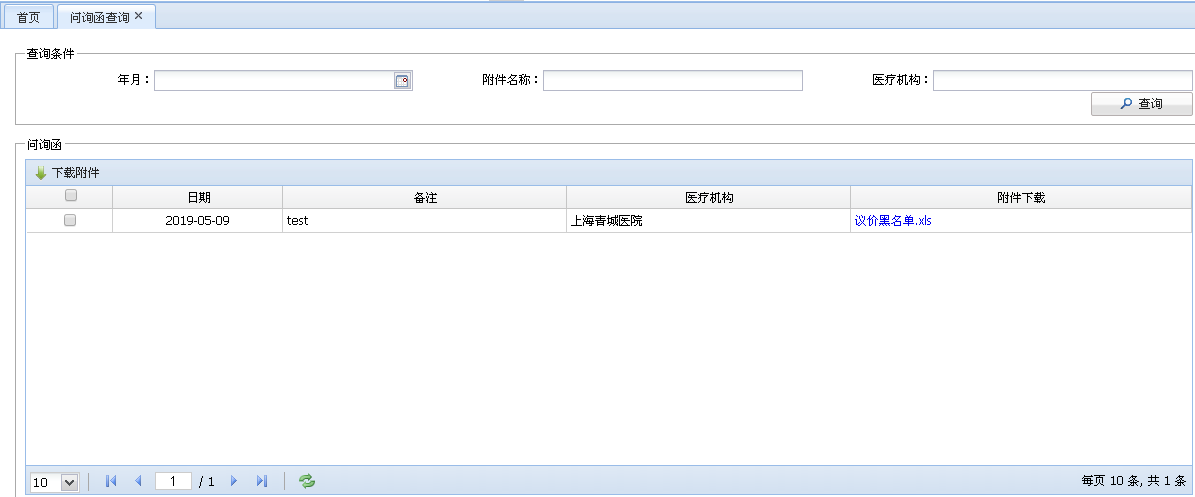 首页 问询函查询
查询条件
年月： 附件名称： 医疗机构：
查询
问询函
下载附件
日期 备注 医疗机构 附件下载
2019-05-09 test 上海春城医院 议价黑名单.xls
10 1 / 1 每页 10 条, 共 1 条